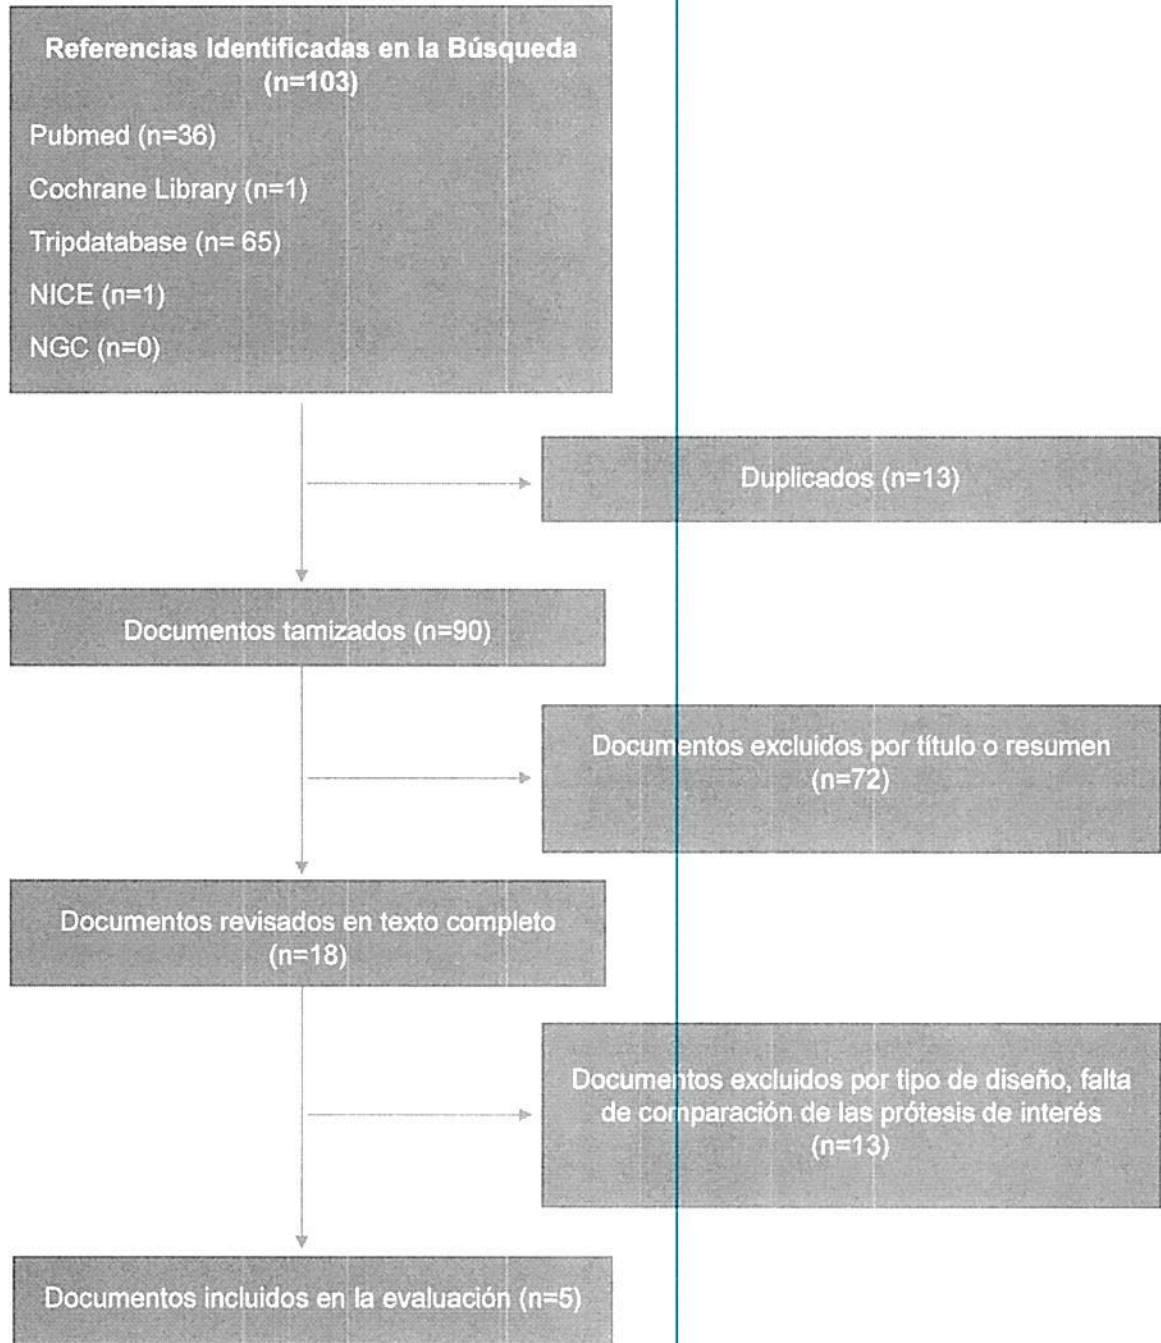 Referencias Identificadas en la Búsqueda
(n=103)
Pubmed (n=36)
Cochrane Library (n=1)
Tripdatabase (n= 65)
NICE (n=1)
NGC (n=0)
Duplicados (n=13)
Documentos tamizados (n=90)
Documentos excluidos por título o resumen
(n=72)
Documentos revisados en texto completo
(n=18)
Documentos excluidos por tipo de diseño, falta
de comparación de las prótesis de interés
(n=13)
Documentos incluidos en la evaluación (n=5)